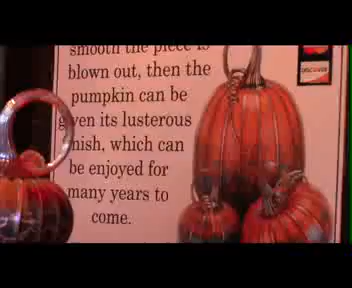 smooth the piece is
blown out, then the
pumpkin can be
given its lusterous
nish, which can
be enjoyed for
many years to
come.
DISCOVER